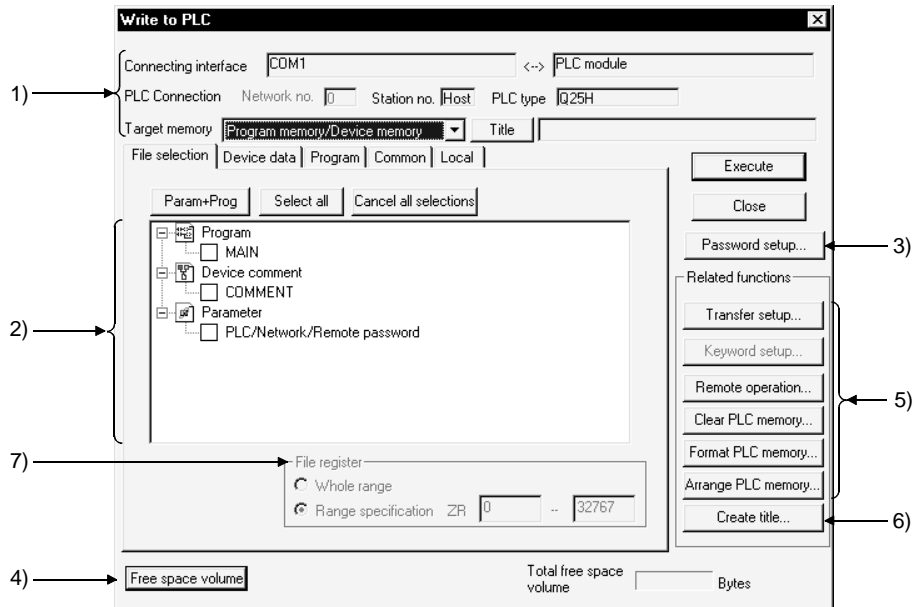 Write to PLC
1) Connecting interface COM1 <--> PLC module
PLC Connection Network no. 0 Station no. Host PLC type Q25H
Target memory Program memory/Device memory Title
File selection Device data Program Common Local
Execute
Param+Prog Select all Cancel all selections
Close
2) Program
MAIN
Device comment
COMMENT
Parameter
PLC/Network/Remote password
Password setup... 3)
Related functions
Transfer setup...
Keyword setup...
Remote operation...
5)
Clear PLC memory...
Format PLC memory...
Arrange PLC memory...
Create title... 6)
7) File register
Whole range
Range specification ZR 0 -- 32767
4) Free space volume
Total free space
volume Bytes